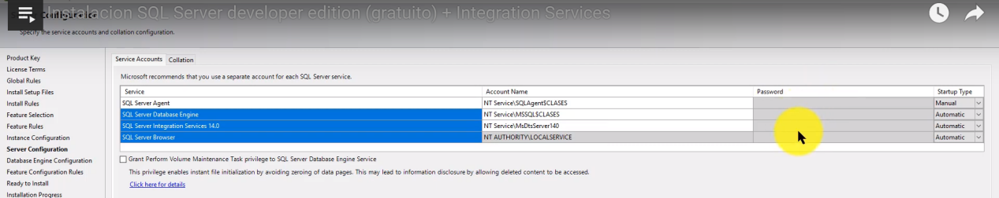 Instalacion SQL Server developer edition (gratuito) + Integration Services
Specify the service accounts and collation configuration.
Product Key
License Terms
Global Rules
Install Setup Files
Install Rules
Feature Selection
Feature Rules
Instance Configuration
Server Configuration
Database Engine Configuration
Feature Configuration Rules
Ready to Install
Installation Progress
Service Accounts Collation
Microsoft recommends that you use a separate account for each SQL Server service.
Service Account Name Password Startup Type
SQL Server Agent NT Service\SQLAgent$CLASES Manual
SQL Server Database Engine NT Service\MSSQL$CLASES Automatic
SQL Server Integration Services 14.0 NT Service\MsDtsServer140 Automatic
SQL Server Browser NT AUTHORITY\LOCALSERVICE Automatic
Grant Perform Volume Maintenance Task privilege to SQL Server Database Engine Service
This privilege enables instant file initialization by avoiding zeroing of data pages. This may lead to information disclosure by allowing deleted content to be accessed.
Click here for details